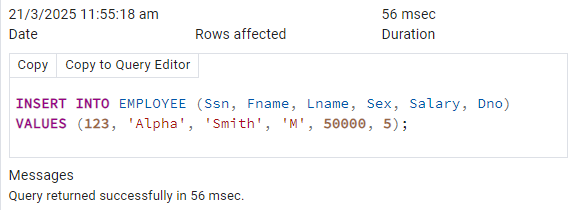 21/3/2025 11:55:18 am 56 msec
Date Rows affected Duration
Copy Copy to Query Editor
INSERT INTO EMPLOYEE (Ssn, Fname, Lname, Sex, Salary, Dno)
VALUES (123, 'Alpha', 'Smith', 'M', 50000, 5);
Messages
Query returned successfully in 56 msec.